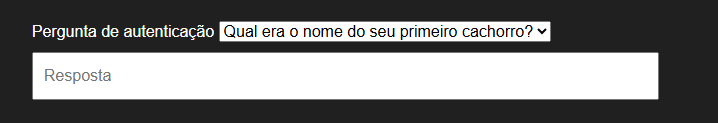 Pergunta de autenticação Qual era o nome do seu primeiro cachorro?
Resposta